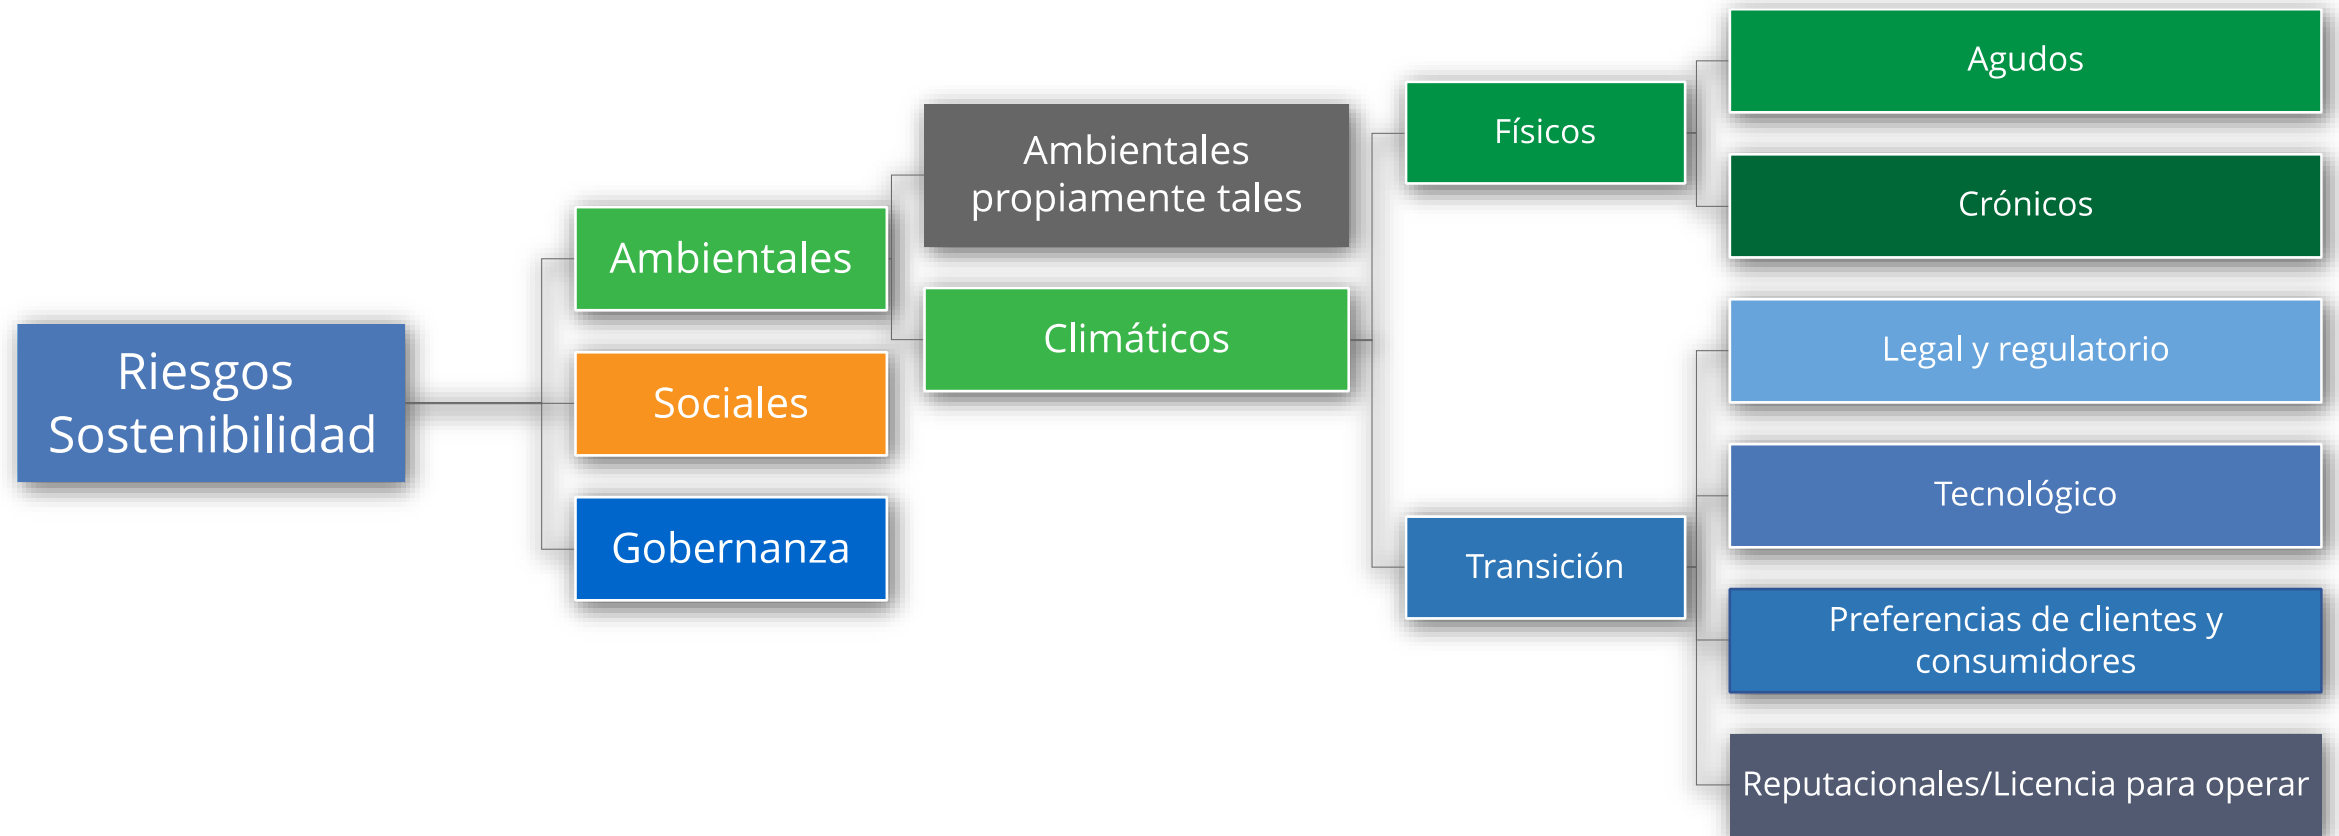 Riesgos
Sostenibilidad
Ambientales
Sociales
Gobernanza
Ambientales
propiamente tales
Climáticos
Físicos
Transición
Agudos
Crónicos
Legal y regulatorio
Tecnológico
Preferencias de clientes y
consumidores
Reputacionales/Licencia para operar